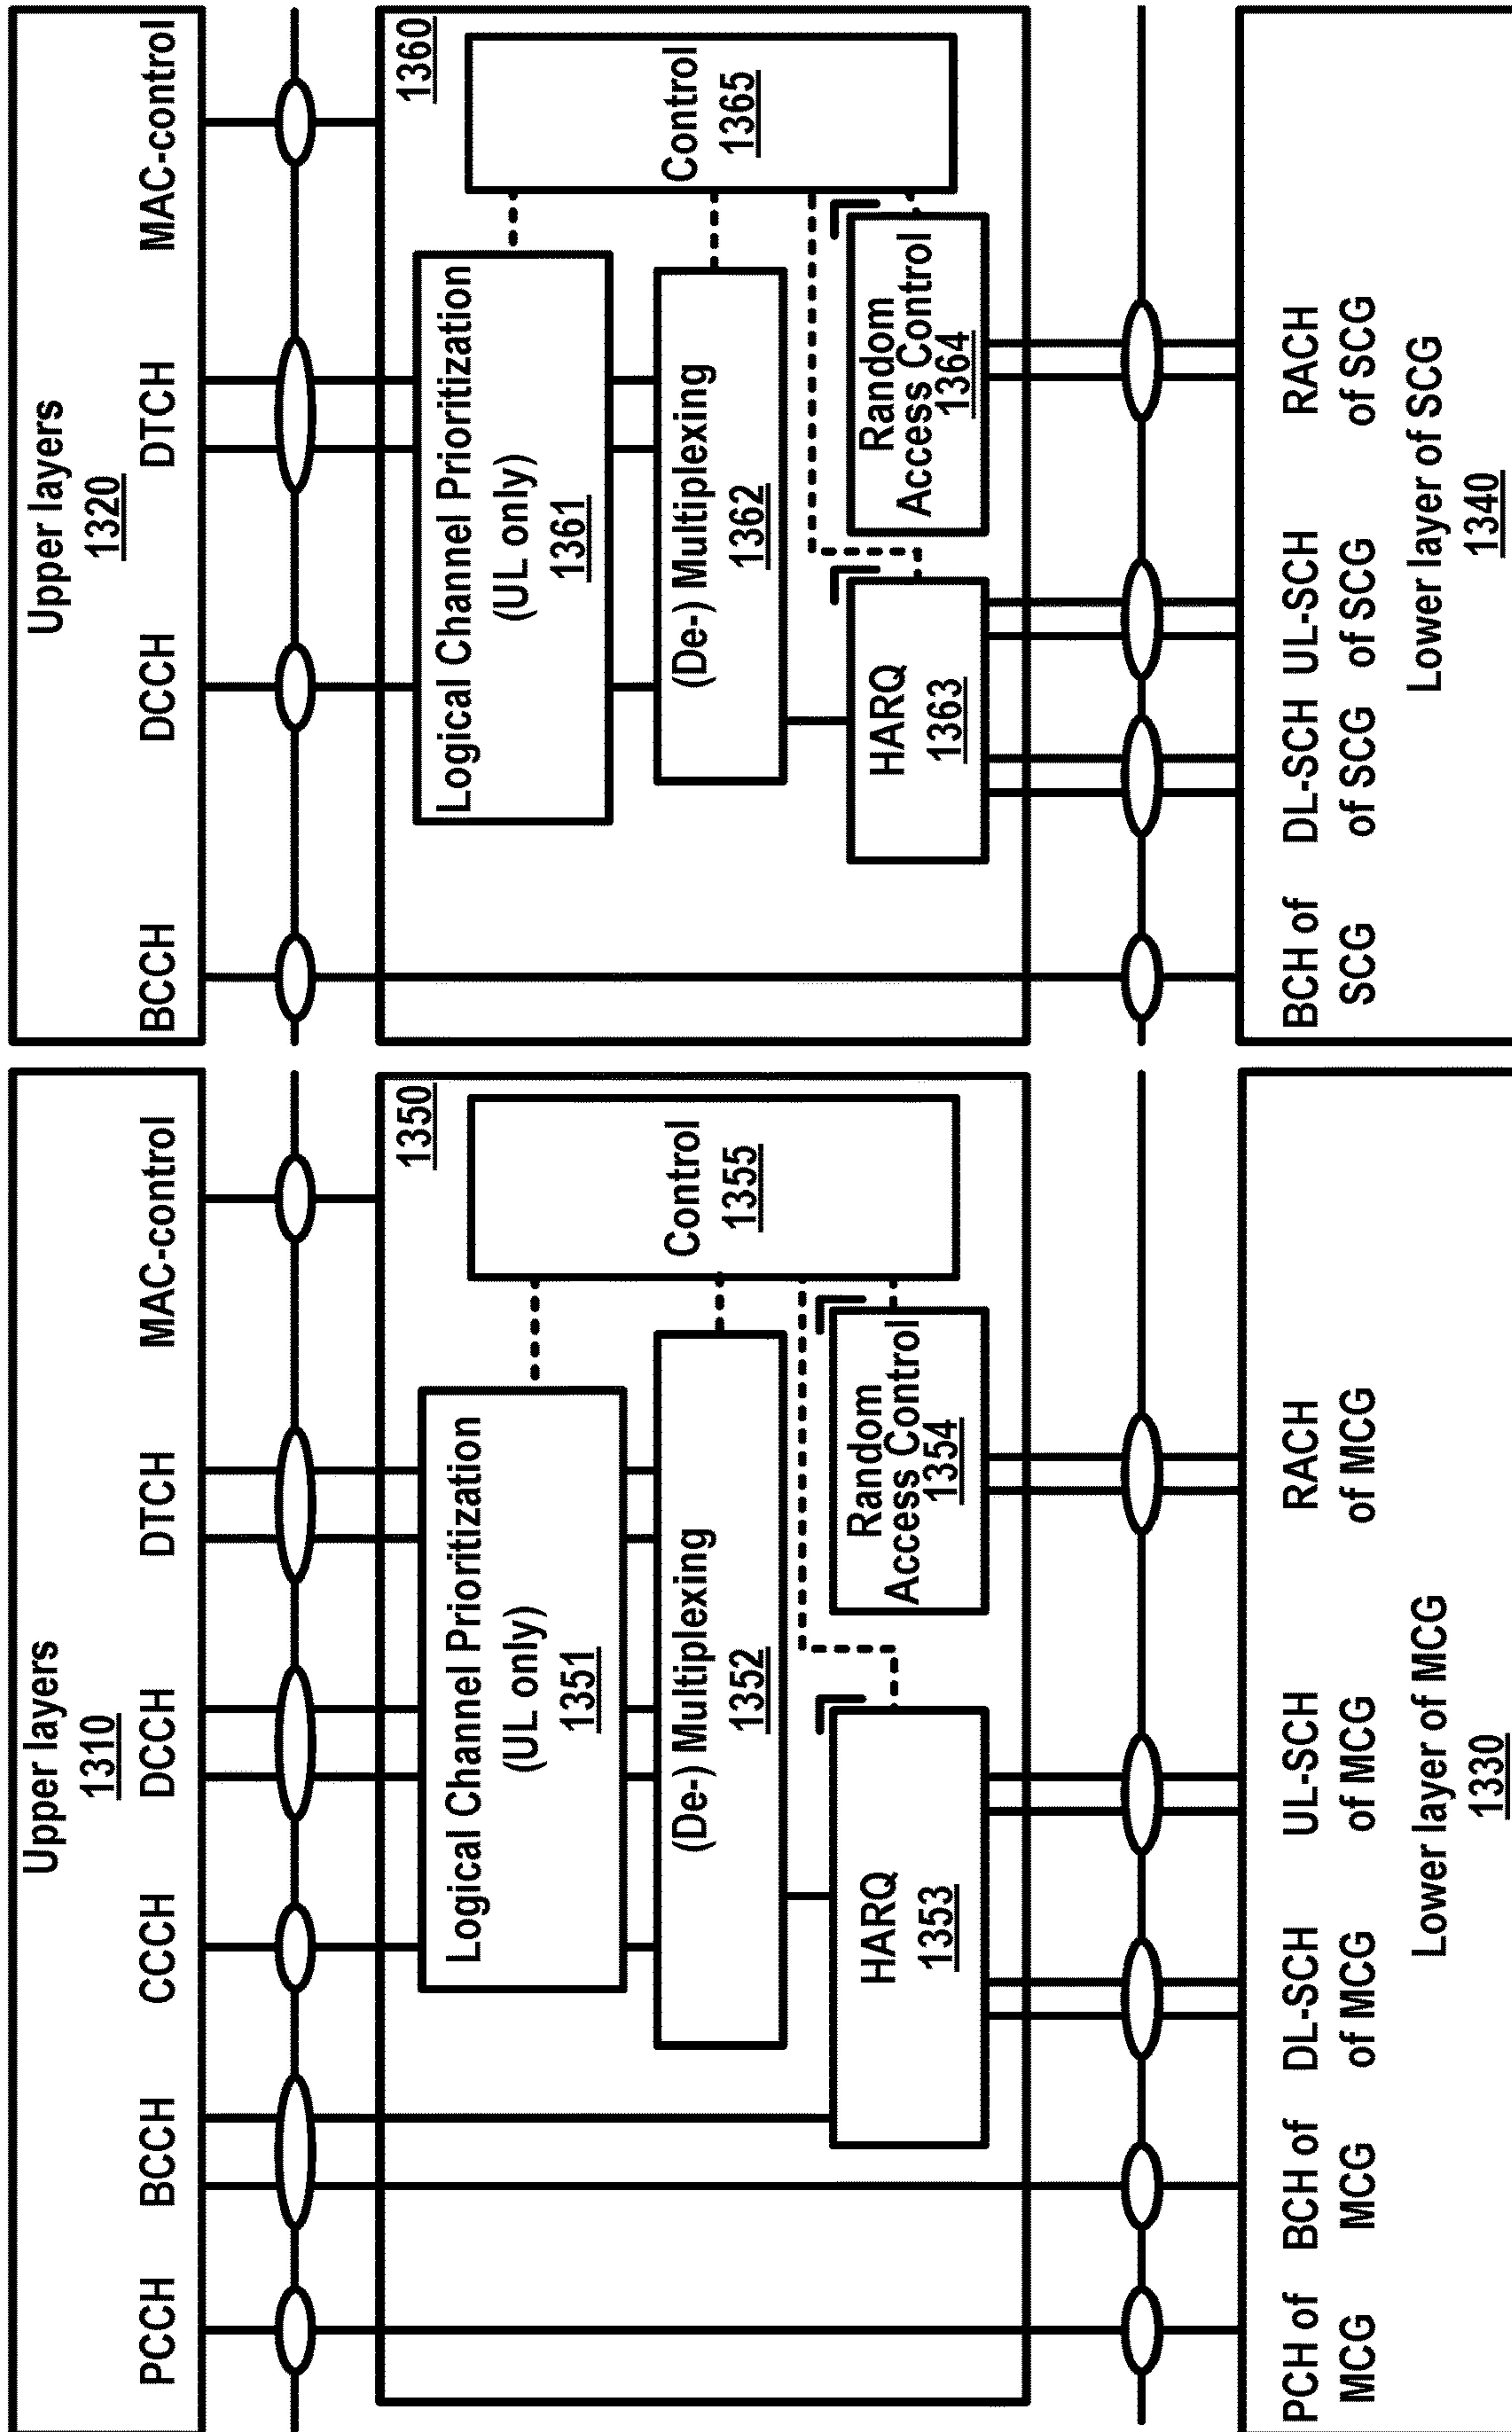 Upper layers
1310
PCCH
BCCH
CCCH
DCCH
DTCH
MAC-control
1350
Logical Channel Prioritization
(UL only)
1351
(De-) Multiplexing
1352
HARQ
1353
Random
Access Control
1354
Control
1355
PCH of
MCG
BCH of
MCG
DL-SCH
of MCG
UL-SCH
of MCG
RACH
of MCG
Lower layer of MCG
1330
Upper layers
1320
BCCH
DCCH
DTCH
MAC-control
1360
Logical Channel Prioritization
(UL only)
1361
(De-) Multiplexing
1362
HARQ
1363
Random
Access Control
1364
Control
1365
BCH of
SCG
DL-SCH
of SCG
UL-SCH
of SCG
RACH
of SCG
Lower layer of SCG
1340